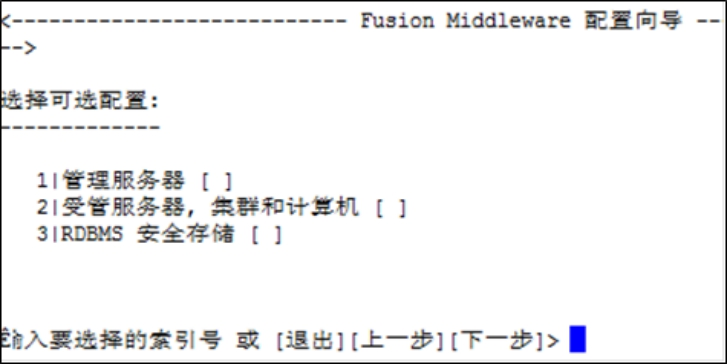 <--------------------------- Fusion Middleware 配置向导 --
-->
选择可选配置:
-------------
1|管理服务器 [ ]
2|受管服务器, 集群和计算机 [ ]
3|RDBMS 安全存储 [ ]
输入要选择的索引号 或 [退出][上一步][下一步]>